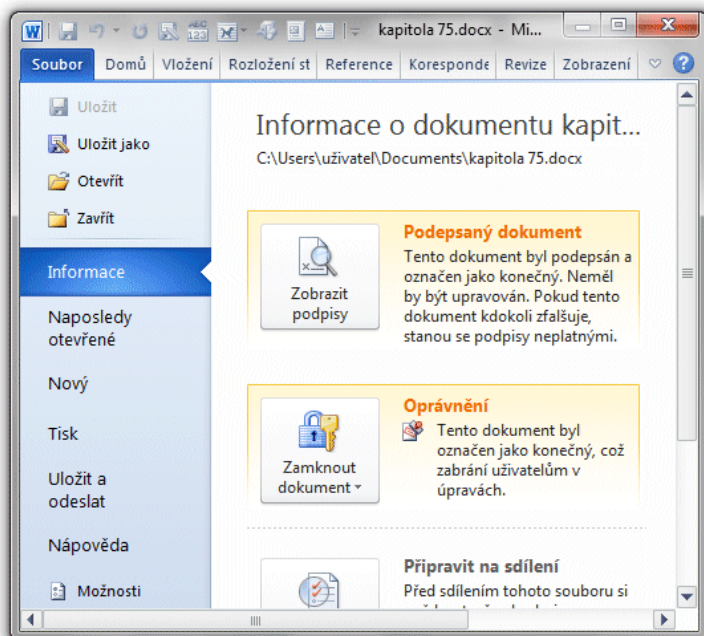 kapitola 75.docx - Mi...
Soubor Domů Vložení Rozložení st Reference Koresponde Revize Zobrazení
Uložit
Uložit jako
Otevřít
Zavřít
Informace
Naposledy
otevřené
Nový
Tisk
Uložit a
odeslat
Nápověda
Možnosti
Informace o dokumentu kapit...
C:\Users\uživatel\Documents\kapitola 75.docx
Zobrazit
podpisy
Podepsaný dokument
Tento dokument byl podepsán a
označen jako konečný. Neměl
by být upravován. Pokud tento
dokument kdokoli zfalšuje,
stanou se podpisy neplatnými.
Zamknout
dokument
Oprávnění
Tento dokument byl
označen jako konečný, což
zabrání uživatelům v
úpravách.
Připravit na sdílení
Před sdílením tohoto souboru si